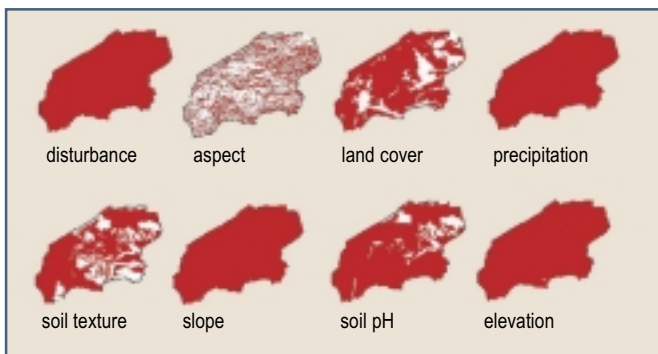 disturbance aspect land cover precipitation
soil texture slope soil pH elevation